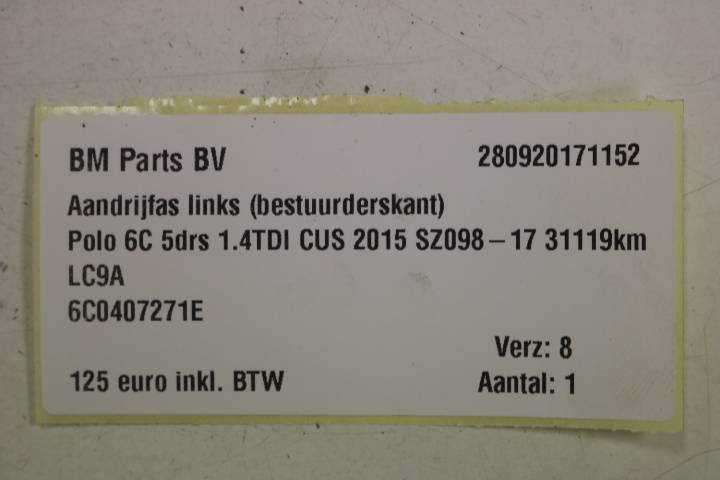 BM Parts BV 280920171152
Aandrijfas links (bestuurderskant)
Polo 6C 5drs 1.4TDI CUS 2015 SZ098-17 31119km
LC9A
6C0407271E
Verz: 8
125 euro inkl. BTW Aantal: 1